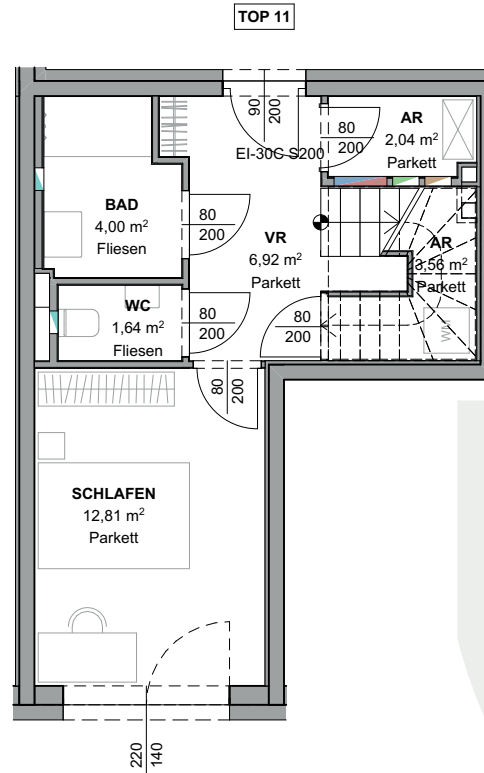 TOP 11
90
200
EI-30C S200
80
200
AR
2,04 m²
Parkett
BAD
4,00 m²
Fliesen
80
200
VR
6,92 m²
Parkett
AR
3,56 m²
Parkett
WC
1,64 m²
Fliesen
80
200
80
200
WM
80
200
SCHLAFEN
12,81 m²
Parkett
220
140